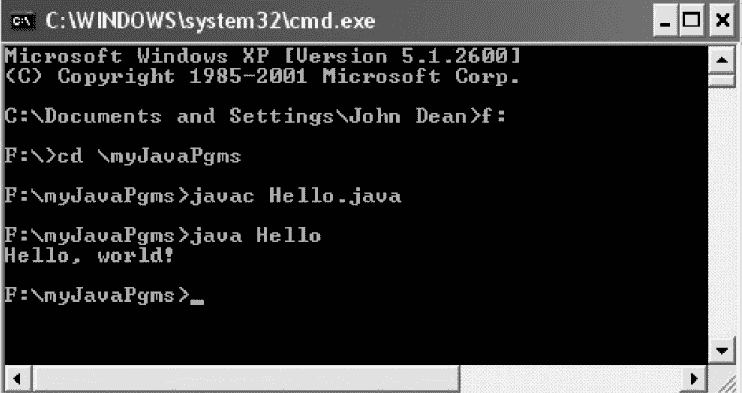 C:\WINDOWS\system32\cmd.exe
Microsoft Windows XP [Version 5.1.2600]
(C) Copyright 1985-2001 Microsoft Corp.
C:\Documents and Settings\John Dean>f:
F:\>cd \myJavaPgms
F:\myJavaPgms>javac Hello.java
F:\myJavaPgms>java Hello
Hello, world!
F:\myJavaPgms>_